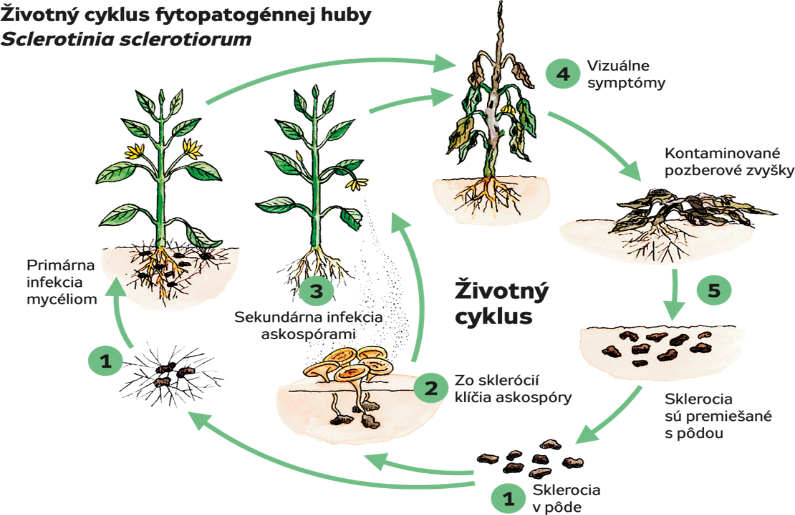 Životný cyklus fytopatogénnej huby
Sclerotinia sclerotiorum
4
Vizuálne
symptómy
Kontaminované
pozberové zvyšky
Primárna
infekcia
mycéliom
3
Sekundárna infekcia
askospórami
Životný
cyklus
5
1
2
Zo sklerócií
klíčia askospóry
Sklerocia
sú premiešané
s pôdou
1
Sklerocia
v pôde